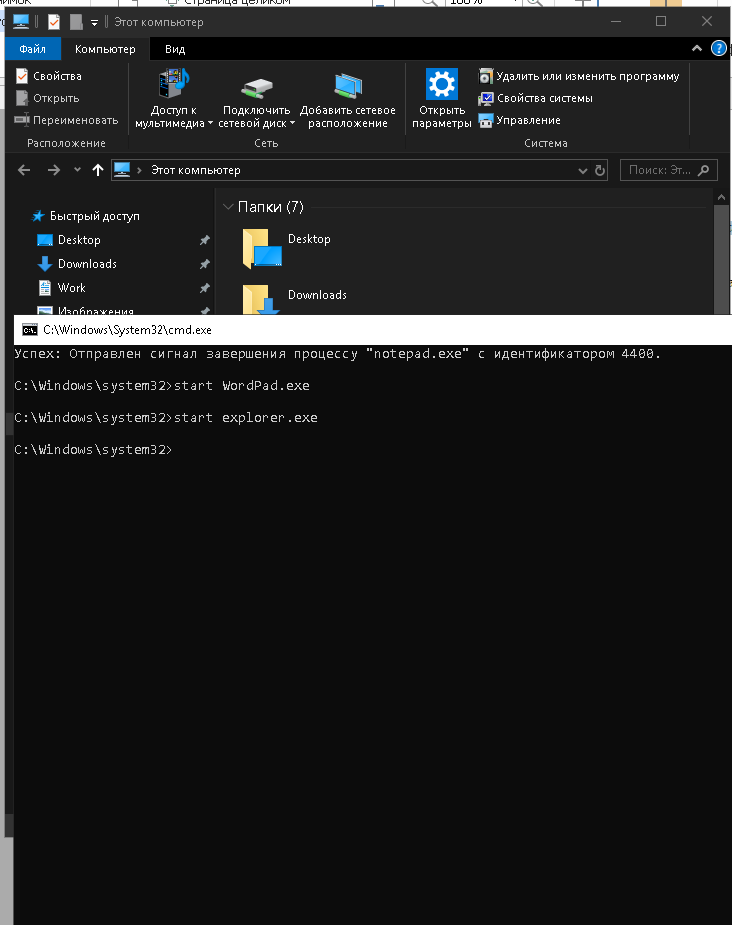 Страница целиком
100%
Этот компьютер
Файл Компьютер Вид
Свойства
Открыть
Переименовать
Расположение
Доступ к мультимедиа
Подключить сетевой диск
Добавить сетевое расположение
Сеть
Открыть параметры
Удалить или изменить программу
Свойства системы
Управление
Система
Этот компьютер
Поиск: Эт...
Быстрый доступ
Desktop
Downloads
Work
Изображения
Папки (7)
Desktop
Downloads
C:\Windows\System32\cmd.exe
Успех: Отправлен сигнал завершения процессу "notepad.exe" с идентификатором 4400.
C:\Windows\system32>start WordPad.exe
C:\Windows\system32>start explorer.exe
C:\Windows\system32>